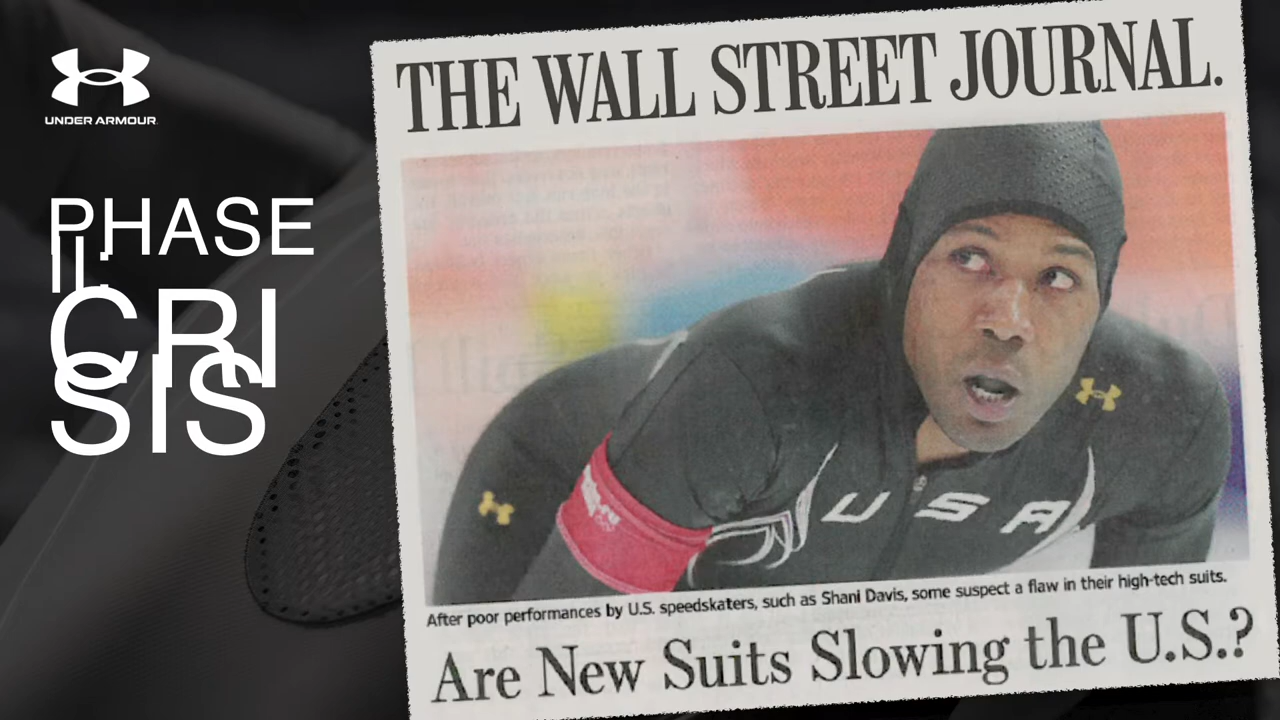 UNDER ARMOUR
PHASE
II:
CRI
SIS
THE WALL STREET JOURNAL.
USA
After poor performances by U.S. speedskaters, such as Shani Davis, some suspect a flaw in their high-tech suits.
Are New Suits Slowing the U.S.?